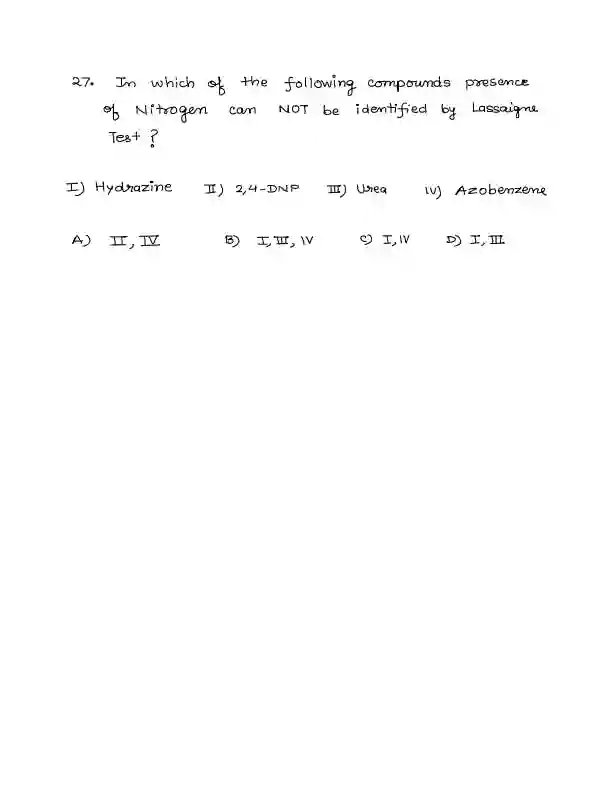 27. In which of the following compounds presence
of Nitrogen can NOT be identified by Lassaigne
Test?
I) Hydrazine II) 2,4-DNP III) Urea IV) Azobenzene
A) II, IV B) I, III, IV C) I, IV D) I, III